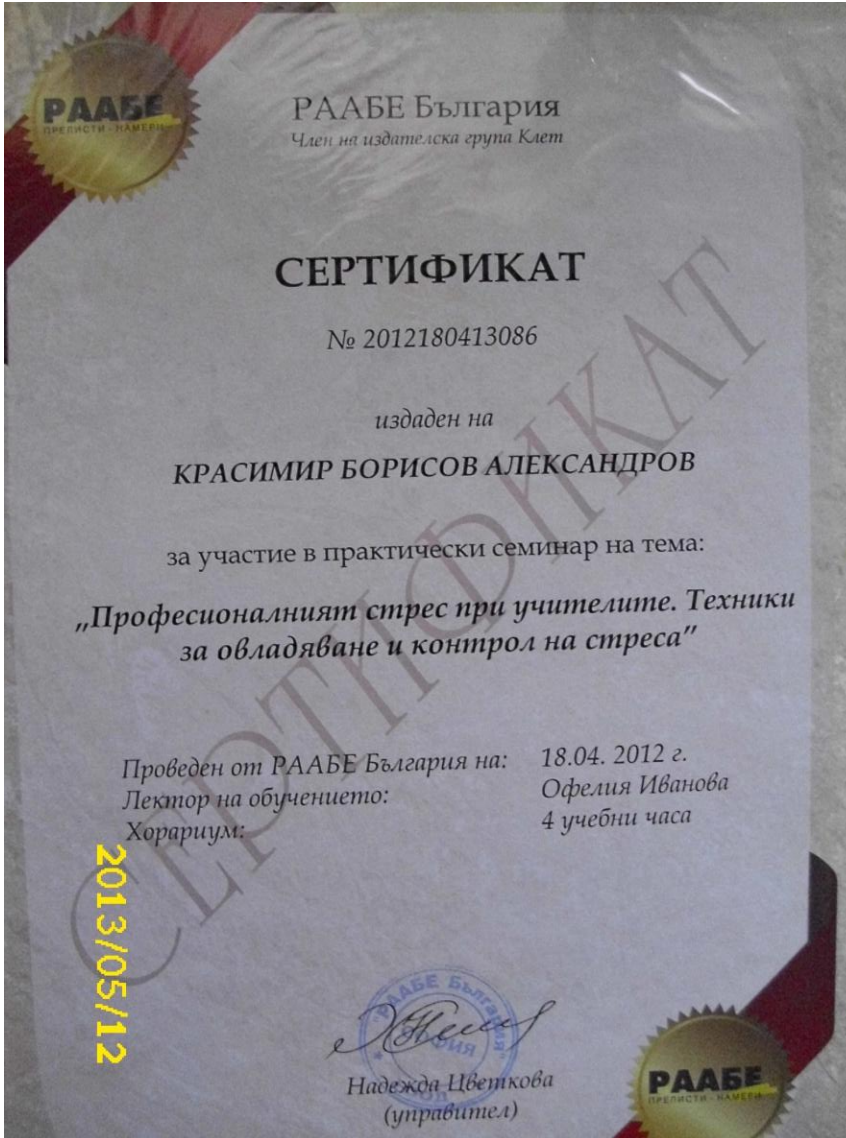 РААБЕ
ПРЕЛИСТИ - НАМЕРИ
РААБЕ България
Член на издателска група Клет
СЕРТИФИКАТ
№ 2012180413086
издаден на
КРАСИМИР БОРИСОВ АЛЕКСАНДРОВ
за участие в практически семинар на тема:
„Професионалният стрес при учителите. Техники
за овладяване и контрол на стреса”
Проведен от РААБЕ България на: 18.04. 2012 г.
Лектор на обучението: Офелия Иванова
Хорариум: 4 учебни часа
СЕРТИФИКАТ
2013/05/12
"РААБЕ България"
СОФИЯ
ООД
Надежда Цветкова
(управител)
РААБЕ
ПРЕЛИСТИ - НАМЕРИ